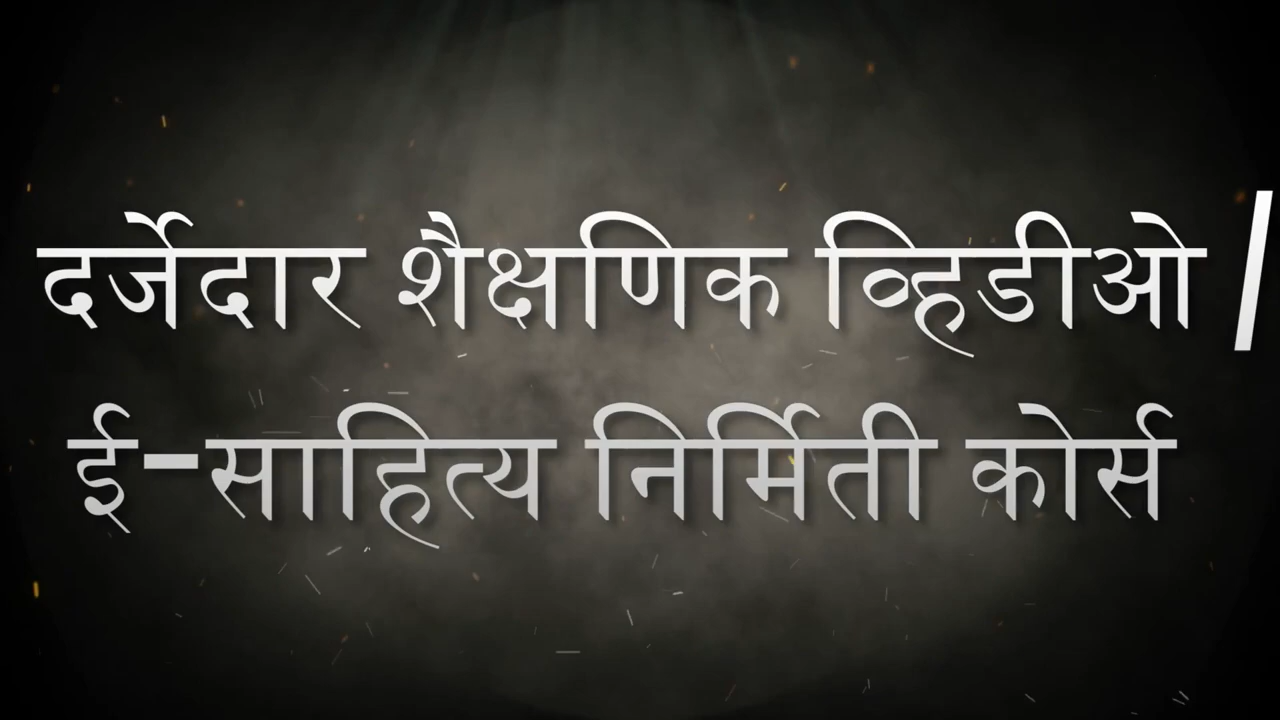 दर्जेदार शैक्षणिक व्हिडीओ /
ई-साहित्य निर्मिती कोर्स